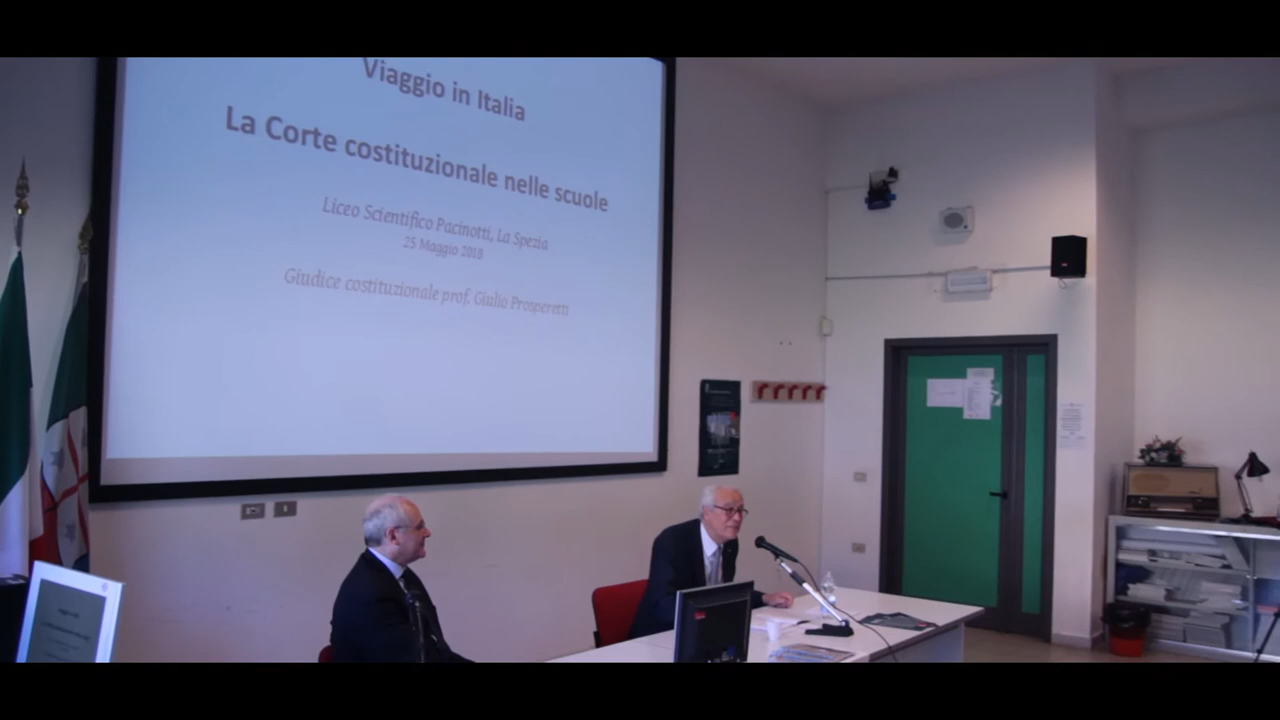 Viaggio in Italia
La Corte costituzionale nelle scuole
Liceo Scientifico Pacinotti, La Spezia
25 Maggio 2018
Giudice costituzionale prof. Giulio Prosperetti